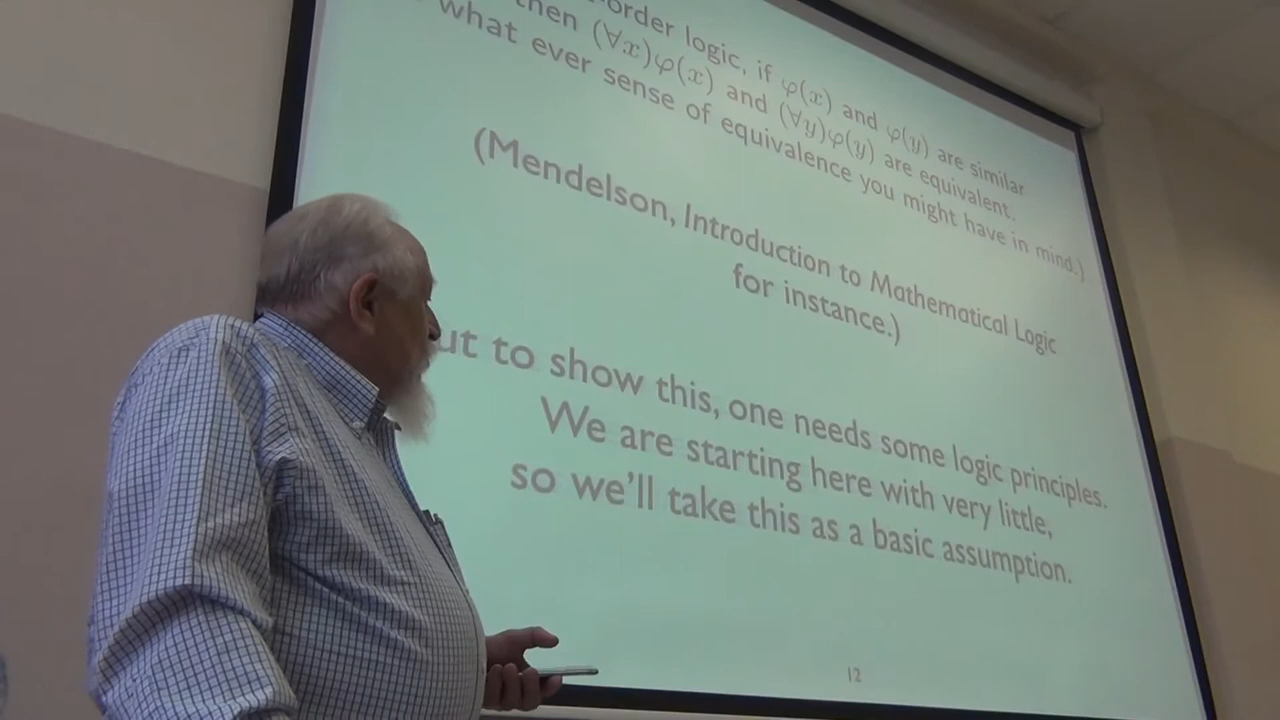 -order logic, if φ(x) and φ(y) are similar
then (∀x)φ(x) and (∀y)φ(y) are equivalent.
what ever sense of equivalence you might have in mind.)
(Mendelson, Introduction to Mathematical Logic
for instance.)
ut to show this, one needs some logic principles.
We are starting here with very little,
so we'll take this as a basic assumption.
12